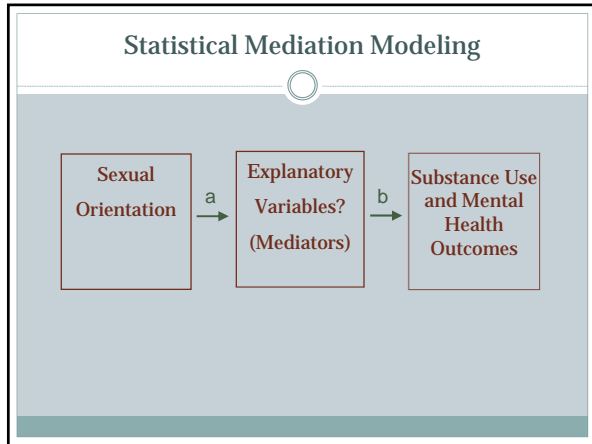 Statistical Mediation Modeling
Sexual
Orientation
a
Explanatory
Variables?
(Mediators)
b
Substance Use
and Mental
Health
Outcomes